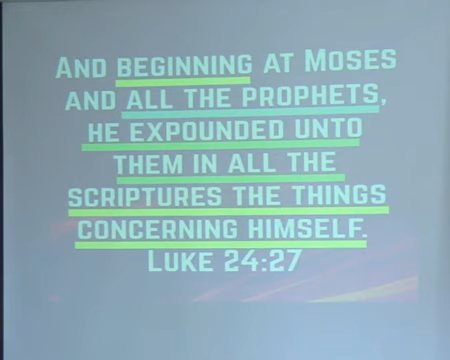 And beginning at Moses
and all the prophets,
he expounded unto
them in all the
scriptures the things
concerning himself.
Luke 24:27